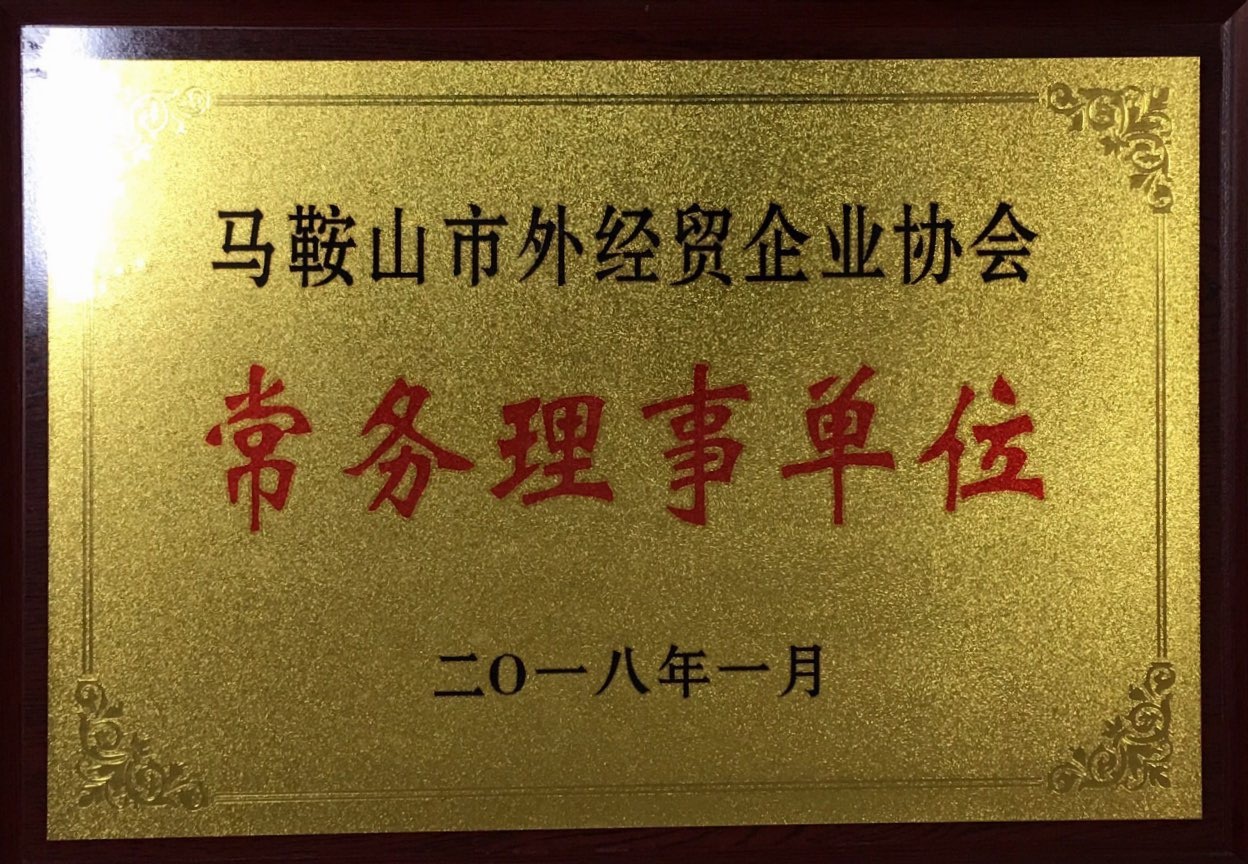 马鞍山市外经贸企业协会
常务理事单位
二O一八年一月